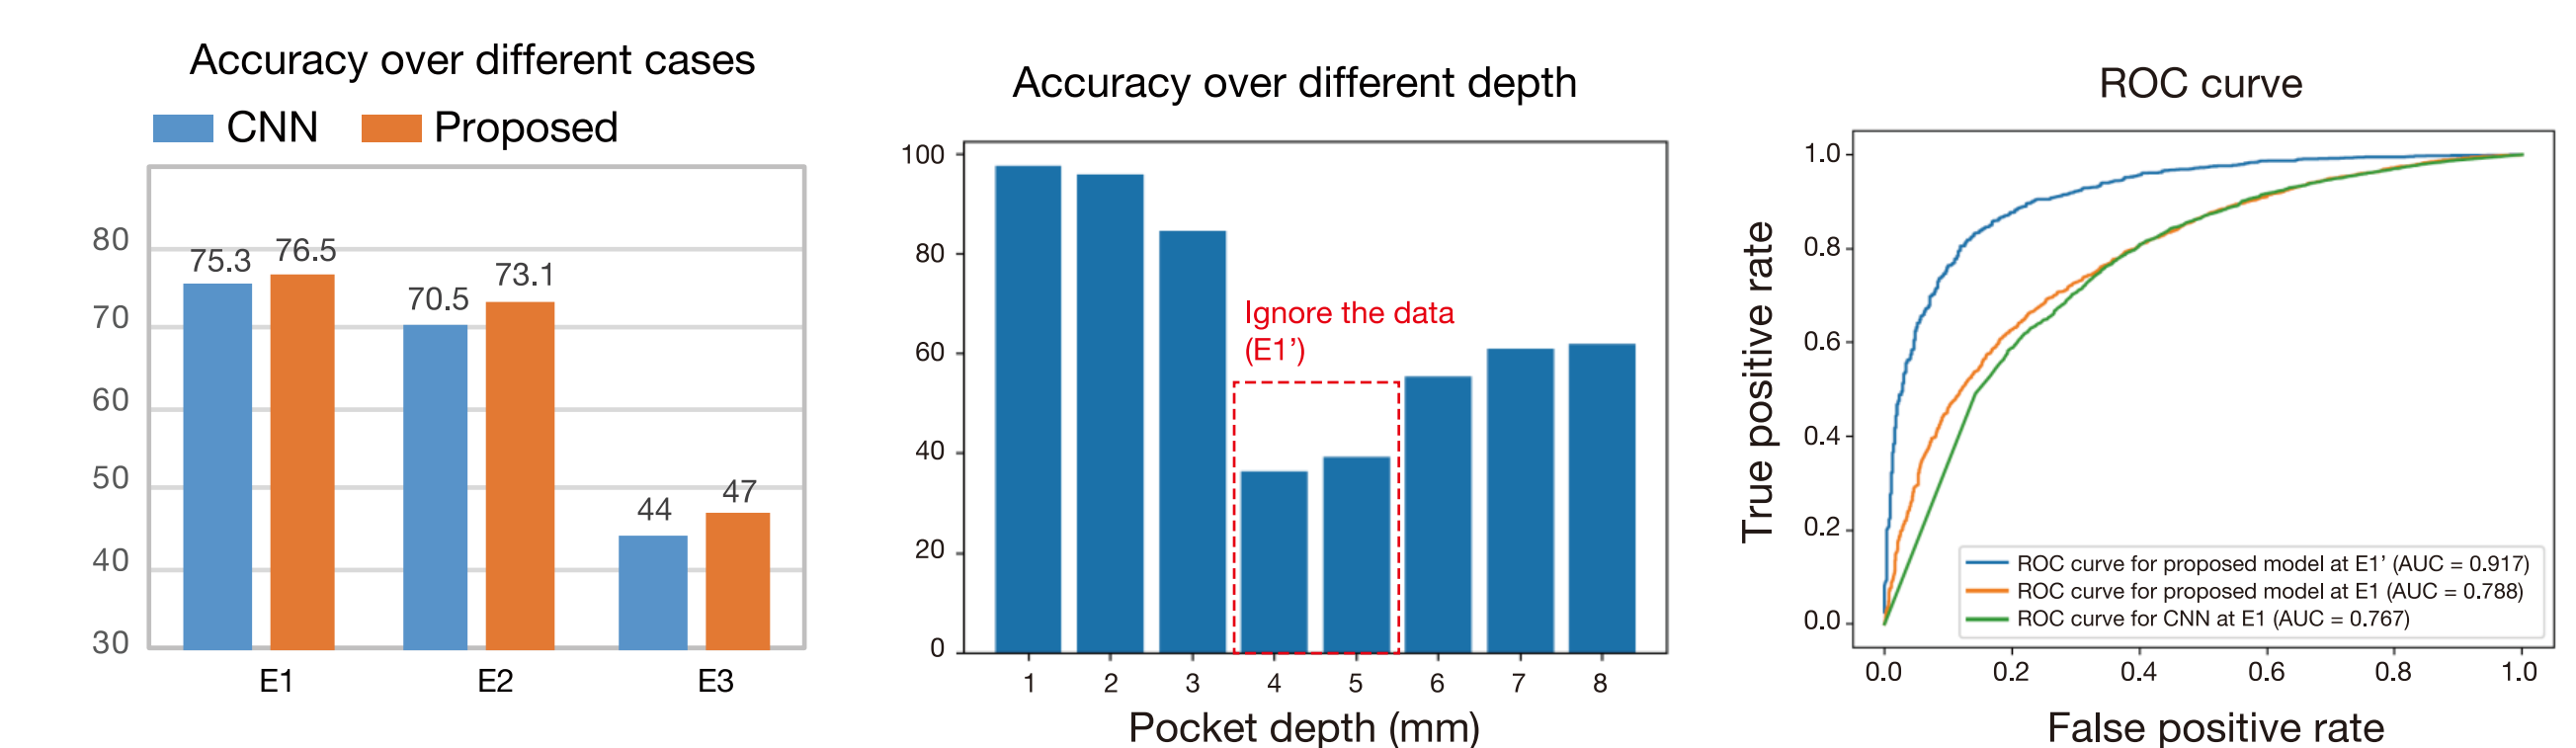 Accuracy over different cases
CNN Proposed
80
70
60
50
40
30
75.3
76.5
70.5
73.1
44
47
E1 E2 E3
Accuracy over different depth
100
80
60
40
20
0
Ignore the data
(E1’)
1 2 3 4 5 6 7 8
Pocket depth (mm)
ROC curve
True positive rate
1.0
0.8
0.6
0.4
0.2
0.0
ROC curve for proposed model at E1’ (AUC = 0.917)
ROC curve for proposed model at E1 (AUC = 0.788)
ROC curve for CNN at E1 (AUC = 0.767)
0.0 0.2 0.4 0.6 0.8 1.0
False positive rate